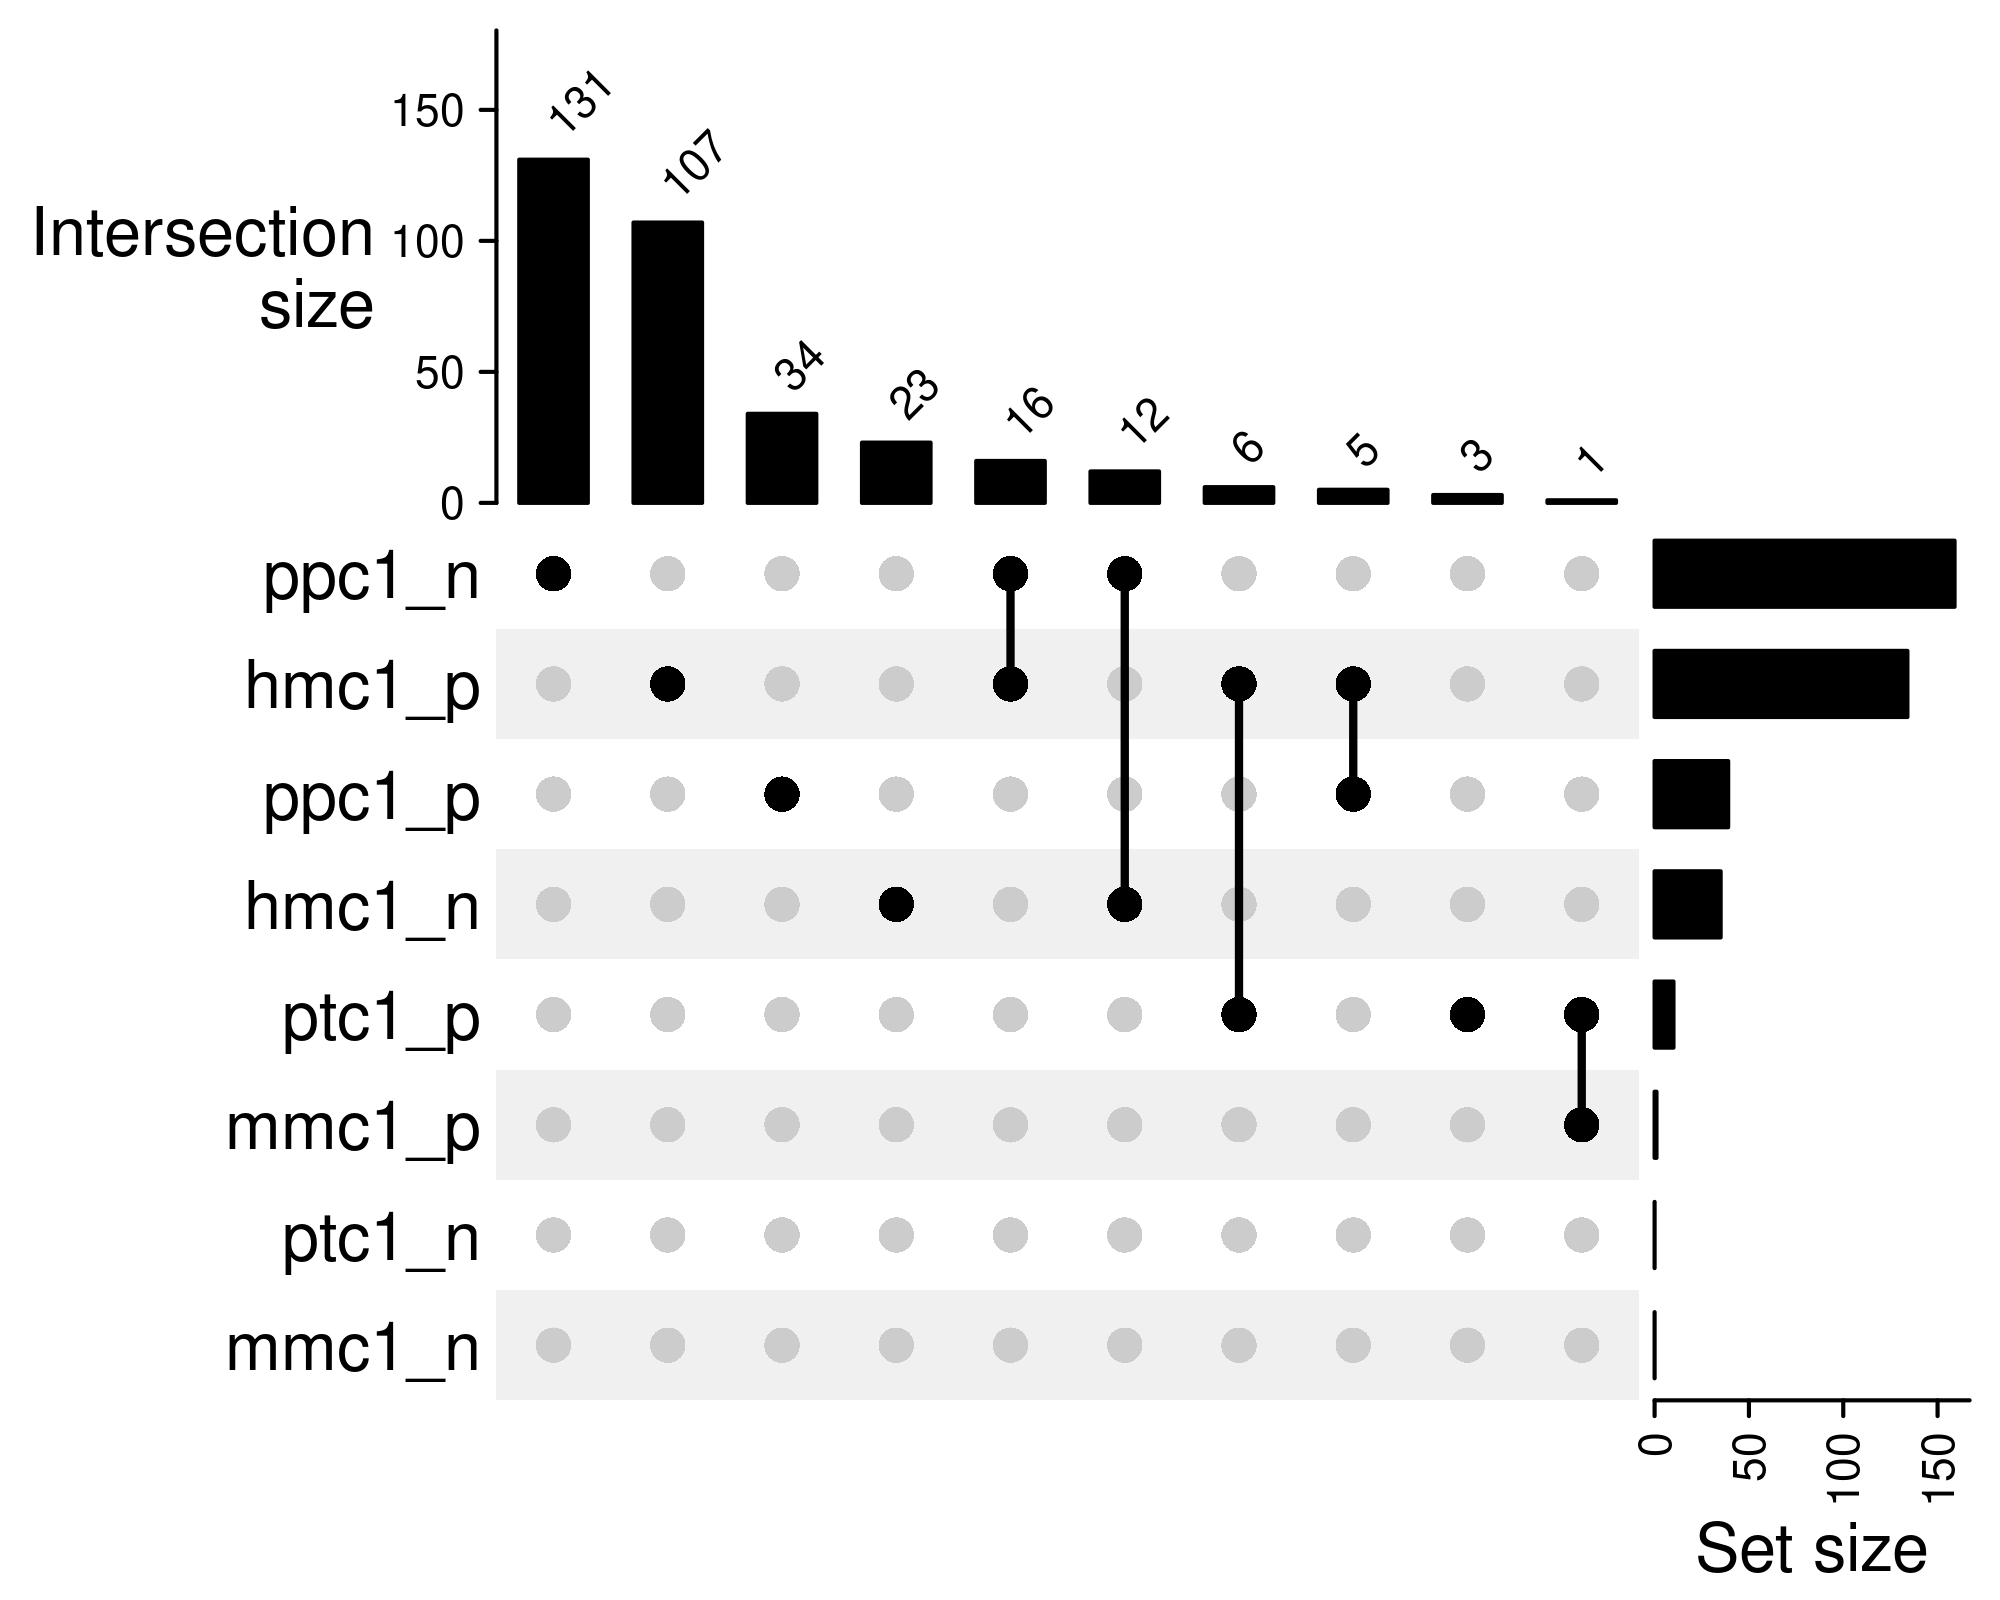 131
107
34
23
16
12
6
5
3
1
150
100
50
0
Intersection
size
ppc1_n
hmc1_p
ppc1_p
hmc1_n
ptc1_p
mmc1_p
ptc1_n
mmc1_n
0
50
100
150
Set size